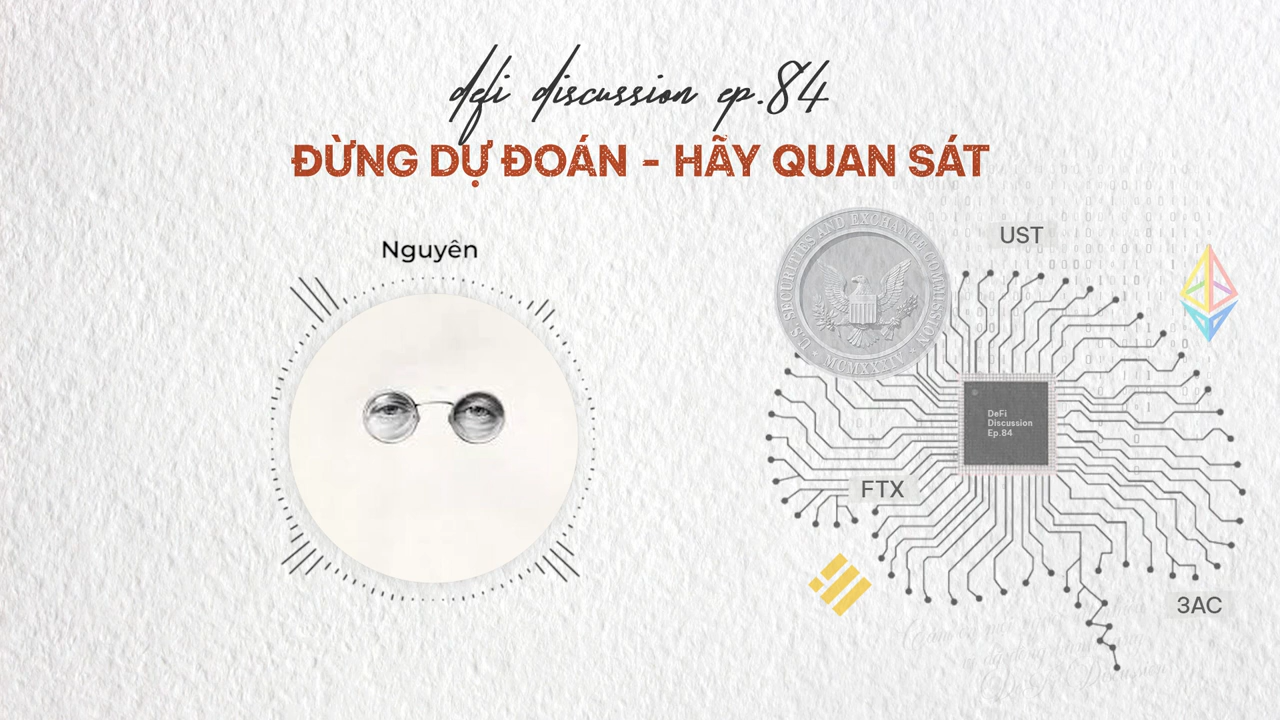 defi discussion ep.84
ĐỪNG DỰ ĐOÁN - HÃY QUAN SÁT
Nguyên
U.S. SECURITIES AND EXCHANGE COMMISSION
MCMXXXIV
UST
DeFi
Discussion
Ep.84
FTX
3AC